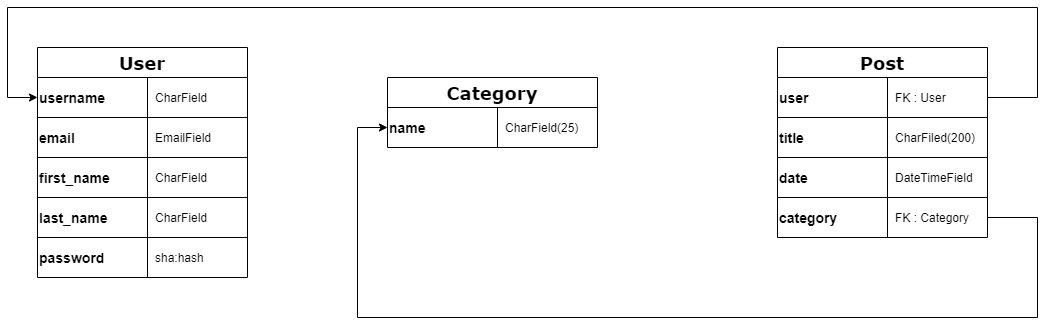 User
username CharField
email EmailField
first_name CharField
last_name CharField
password sha:hash
Category
name CharField(25)
Post
user FK : User
title CharFiled(200)
date DateTimeField
category FK : Category